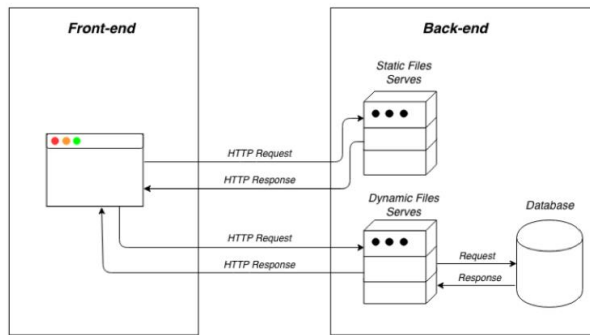 Front-end
Back-end
Static Files
Serves
HTTP Request
HTTP Response
Dynamic Files
Serves
Database
HTTP Request
Request
HTTP Response
Response